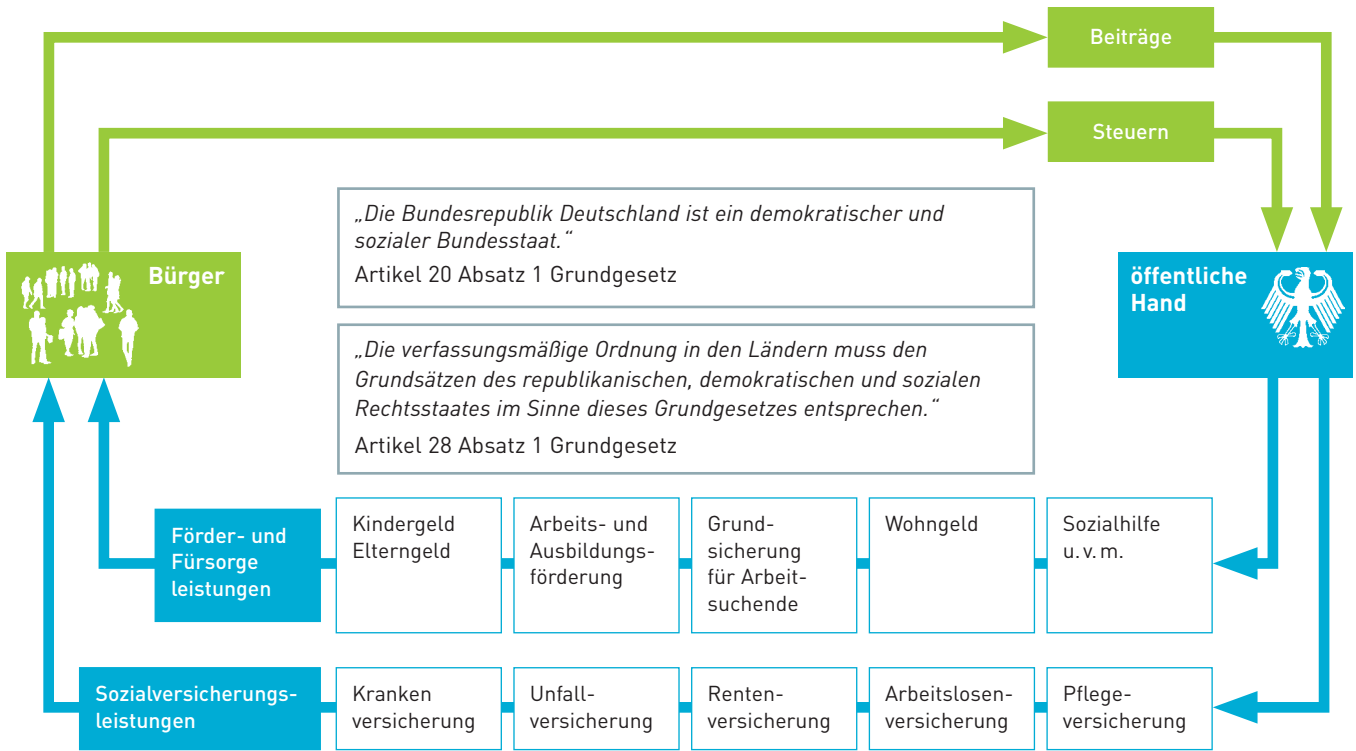 Beiträge
Steuern
„Die Bundesrepublik Deutschland ist ein demokratischer und
sozialer Bundesstaat.“
Artikel 20 Absatz 1 Grundgesetz
Bürger
öffentliche
Hand
„Die verfassungsmäßige Ordnung in den Ländern muss den
Grundsätzen des republikanischen, demokratischen und sozialen
Rechtsstaates im Sinne dieses Grundgesetzes entsprechen.“
Artikel 28 Absatz 1 Grundgesetz
Förder- und
Fürsorge
leistungen
Kindergeld
Elterngeld
Arbeits- und
Ausbildungs-
förderung
Grund-
sicherung
für Arbeit-
suchende
Wohngeld
Sozialhilfe
u. v. m.
Sozialversicherungs-
leistungen
Kranken
versicherung
Unfall-
versicherung
Renten-
versicherung
Arbeitslosen-
versicherung
Pflege-
versicherung